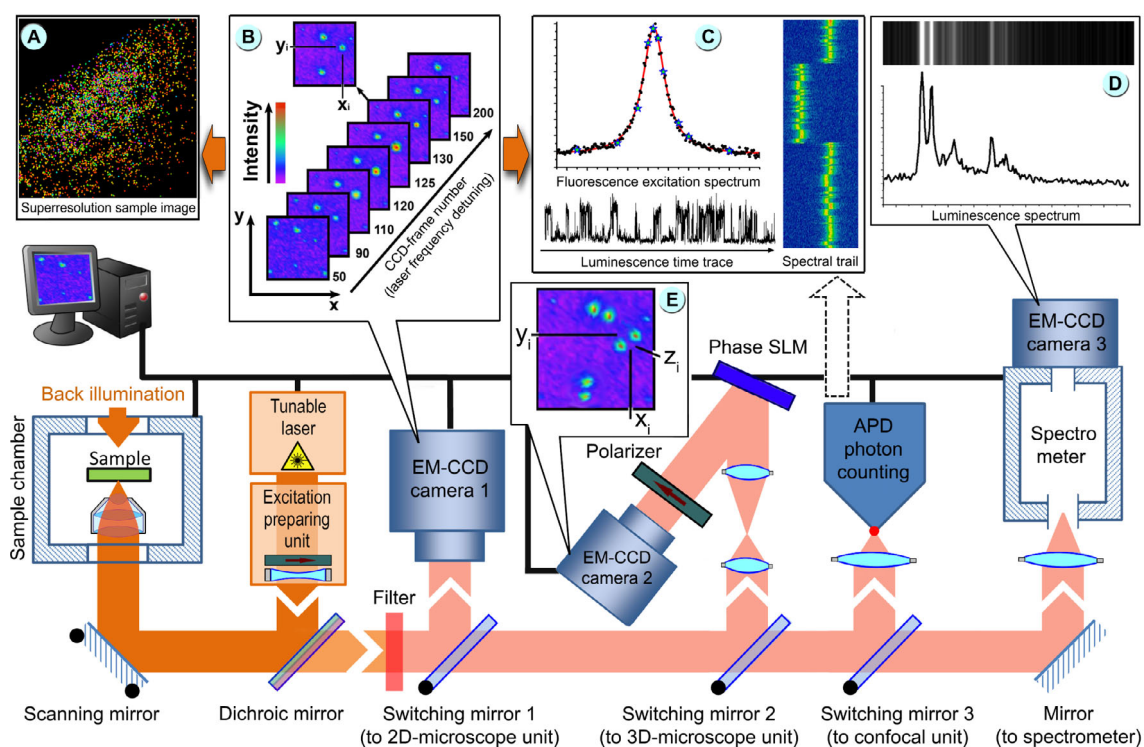 A
Superresolution sample image
B
yi
xi
Intensity
200
150
130
125
120
110
90
50
y
x
CCD-frame number
(laser frequency detuning)
C
Fluorescence excitation spectrum
Luminescence time trace
Spectral trail
D
Luminescence spectrum
E
yi
zi
xi
Back illumination
Sample chamber
Sample
Tunable
laser
Excitation
preparing
unit
EM-CCD
camera 1
Filter
Polarizer
EM-CCD
camera 2
Phase SLM
APD
photon
counting
EM-CCD
camera 3
Spectro
meter
Scanning mirror
Dichroic mirror
Switching mirror 1
(to 2D-microscope unit)
Switching mirror 2
(to 3D-microscope unit)
Switching mirror 3
(to confocal unit)
Mirror
(to spectrometer)